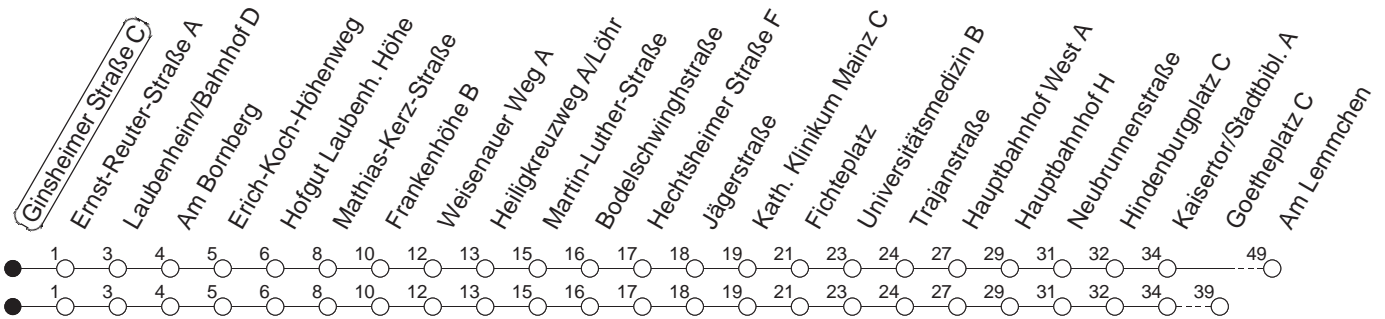 Ginsheimer Straße C
Ernst-Reuter-Straße A
Laubenheim/Bahnhof D
Am Bornberg
Erich-Koch-Höhenweg
Hofgut Laubenh. Höhe
Mathias-Kerz-Straße
Frankenhöhe B
Weisenauer Weg A
Heiligkreuzweg A/Löhr
Martin-Luther-Straße
Bodelschwinghstraße
Hechtsheimer Straße F
Jägerstraße
Kath. Klinikum Mainz C
Fichteplatz
Universitätsmedizin B
Trajanstraße
Hauptbahnhof West A
Hauptbahnhof H
Neubrunnenstraße
Hindenburgplatz C
Kaisertor/Stadtbibl. A
Goetheplatz C
Am Lemmchen
1 3 4 5 6 8 10 12 13 15 16 17 18 19 21 23 24 27 29 31 32 34 49
1 3 4 5 6 8 10 12 13 15 16 17 18 19 21 23 24 27 29 31 32 34 39